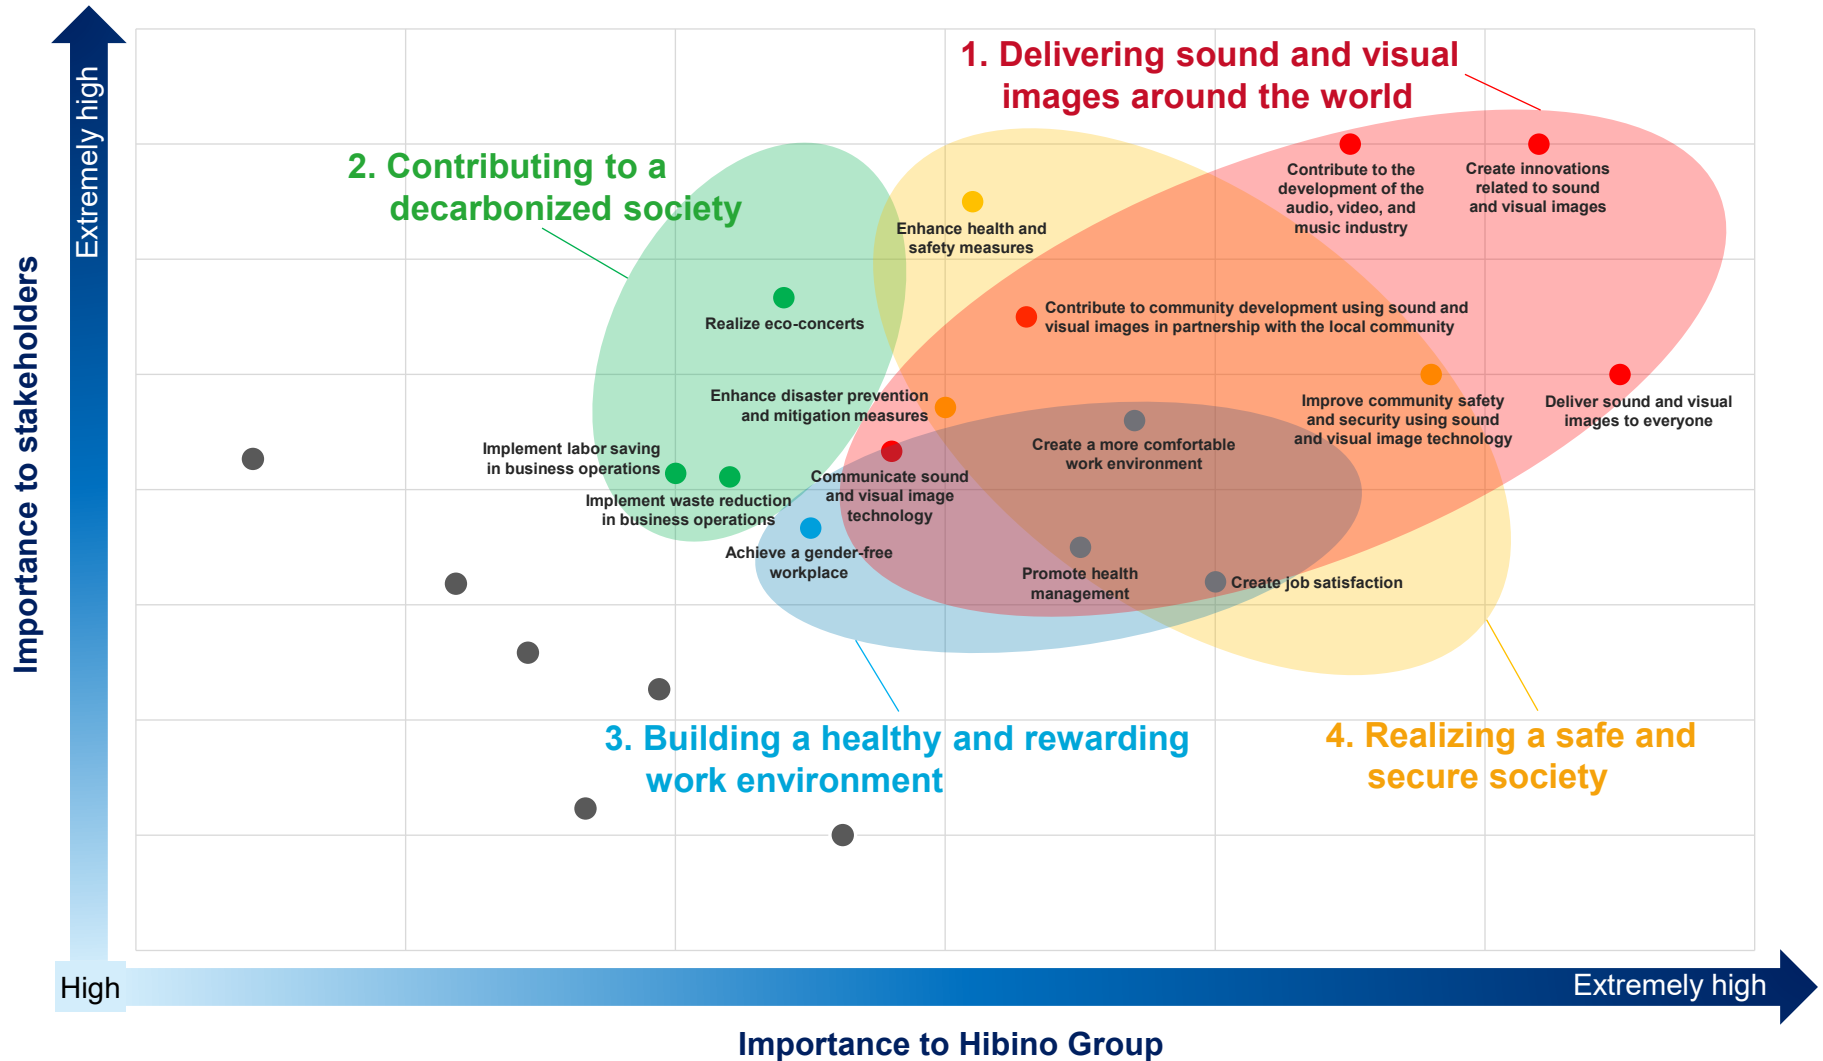 1. Delivering sound and visual
images around the world
2. Contributing to a
decarbonized society
Extremely high
Importance to stakeholders
Contribute to the
development of the
audio, video, and
music industry
Create innovations
related to sound
and visual images
Enhance health and
safety measures
Realize eco-concerts
Contribute to community development using sound and
visual images in partnership with the local community
Enhance disaster prevention
and mitigation measures
Improve community safety
and security using sound
and visual image technology
Deliver sound and visual
images to everyone
Implement labor saving
in business operations
Create a more comfortable
work environment
Implement waste reduction
in business operations
Communicate sound
and visual image
technology
Achieve a gender-free
workplace
Promote health
management
Create job satisfaction
3. Building a healthy and rewarding
work environment
4. Realizing a safe and
secure society
High
Extremely high
Importance to Hibino Group